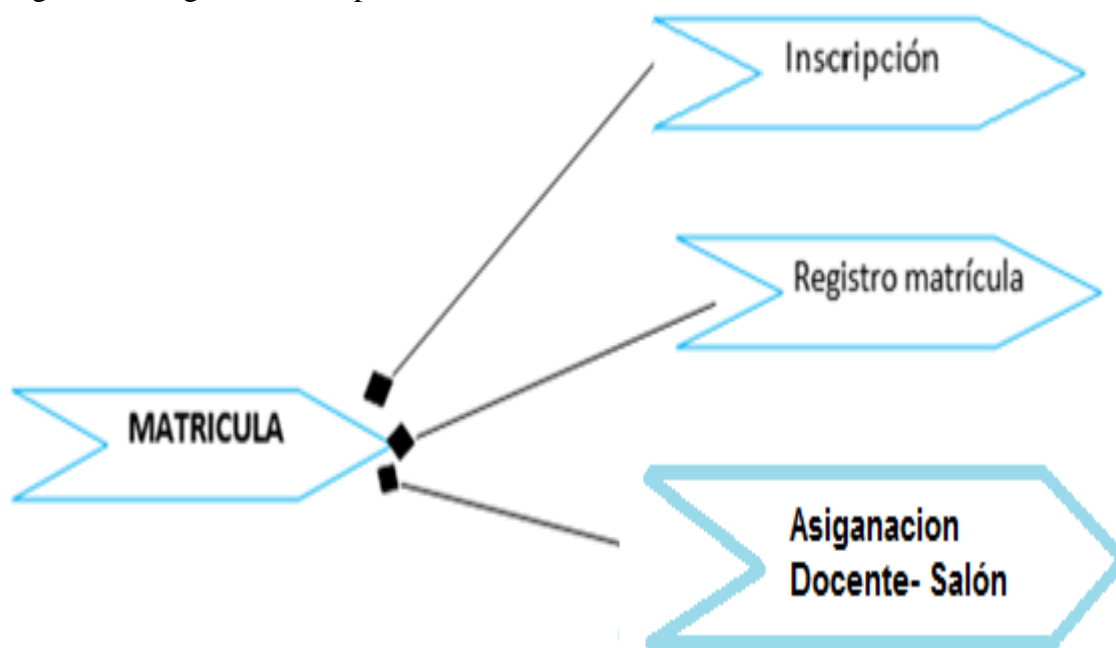 Inscripción
Registro matrícula
MATRICULA
Asiganacion
Docente- Salón